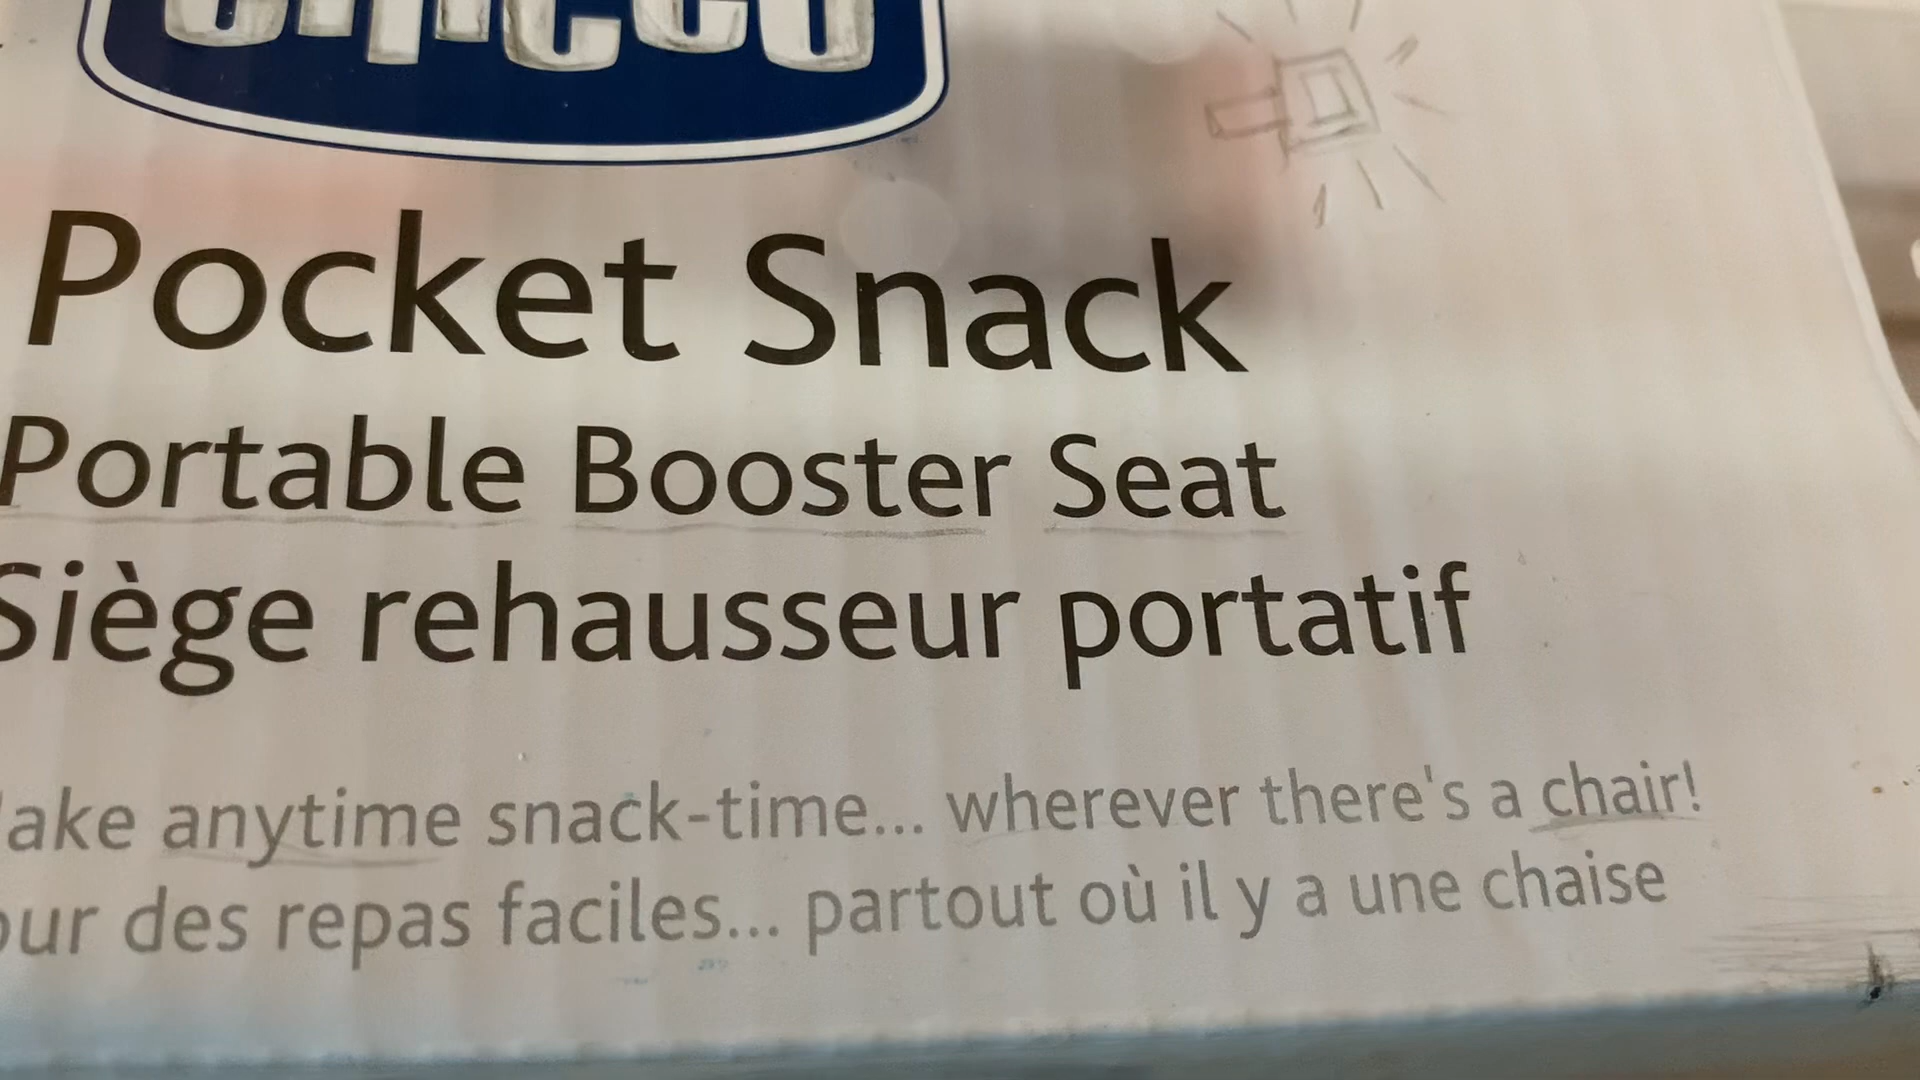 chicco
Pocket Snack
Portable Booster Seat
Siège rehausseur portatif
ake anytime snack-time... wherever there's a chair!
our des repas faciles... partout où il y a une chaise